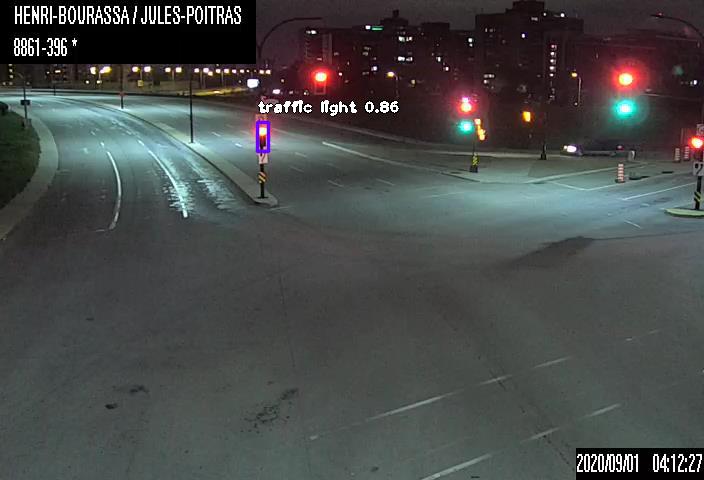 HENRI-BOURASSA / JULES-POITRAS
8861-396 *
traffic light 0.86
2020/09/01 04:12:27